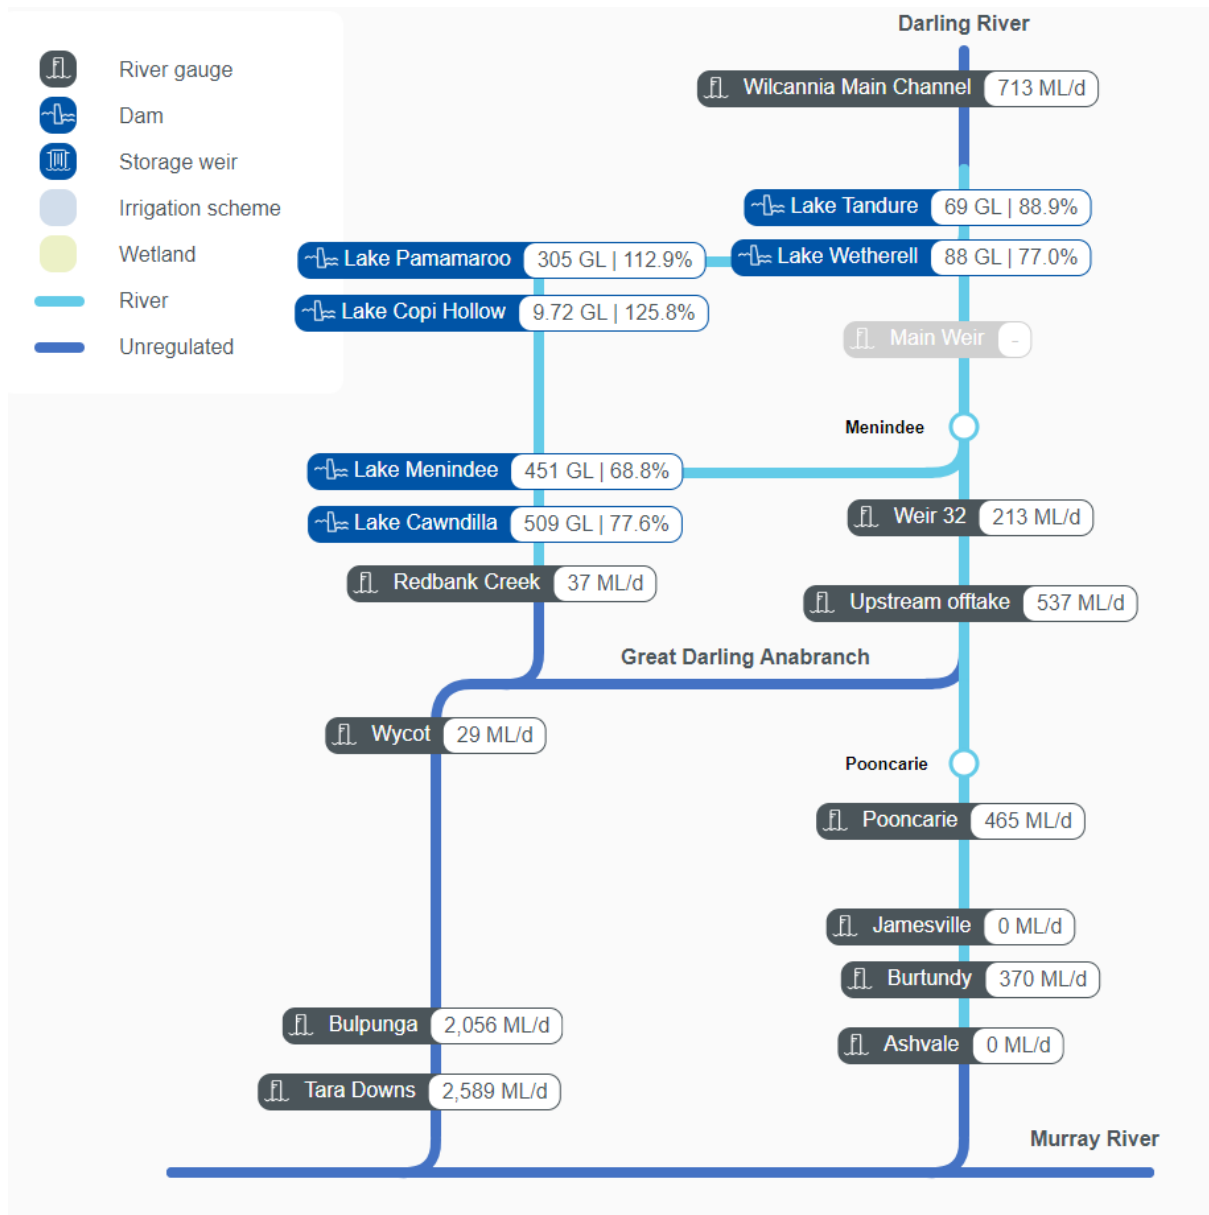 Darling River
River gauge
Dam
Storage weir
Irrigation scheme
Wetland
River
Unregulated
Wilcannia Main Channel 713 ML/d
Lake Tandure 69 GL | 88.9%
Lake Pamamaroo 305 GL | 112.9%
Lake Wetherell 88 GL | 77.0%
Lake Copi Hollow 9.72 GL | 125.8%
Main Weir -
Menindee
Lake Menindee 451 GL | 68.8%
Lake Cawndilla 509 GL | 77.6%
Weir 32 213 ML/d
Redbank Creek 37 ML/d
Upstream offtake 537 ML/d
Great Darling Anabranch
Wycot 29 ML/d
Pooncarie
Pooncarie 465 ML/d
Jamesville 0 ML/d
Burtundy 370 ML/d
Bulpunga 2,056 ML/d
Ashvale 0 ML/d
Tara Downs 2,589 ML/d
Murray River